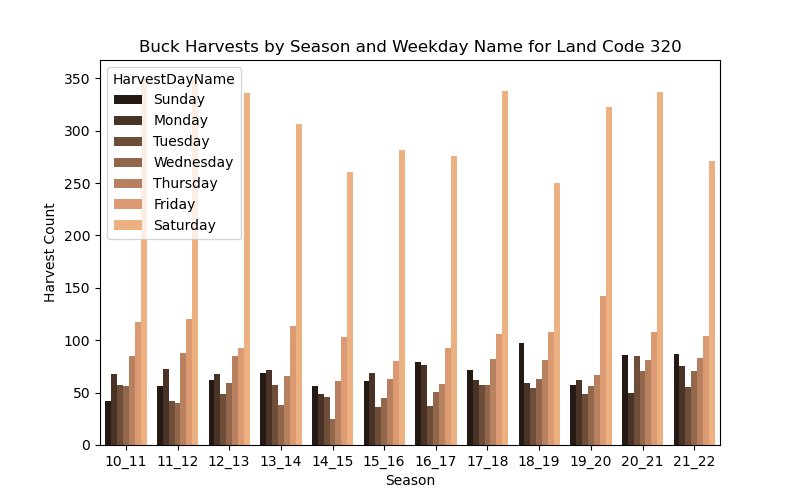 Buck Harvests by Season and Weekday Name for Land Code 320
HarvestDayName
Sunday
Monday
Tuesday
Wednesday
Thursday
Friday
Saturday
Harvest Count
350
300
250
200
150
100
50
0
10_11 11_12 12_13 13_14 14_15 15_16 16_17 17_18 18_19 19_20 20_21 21_22
Season